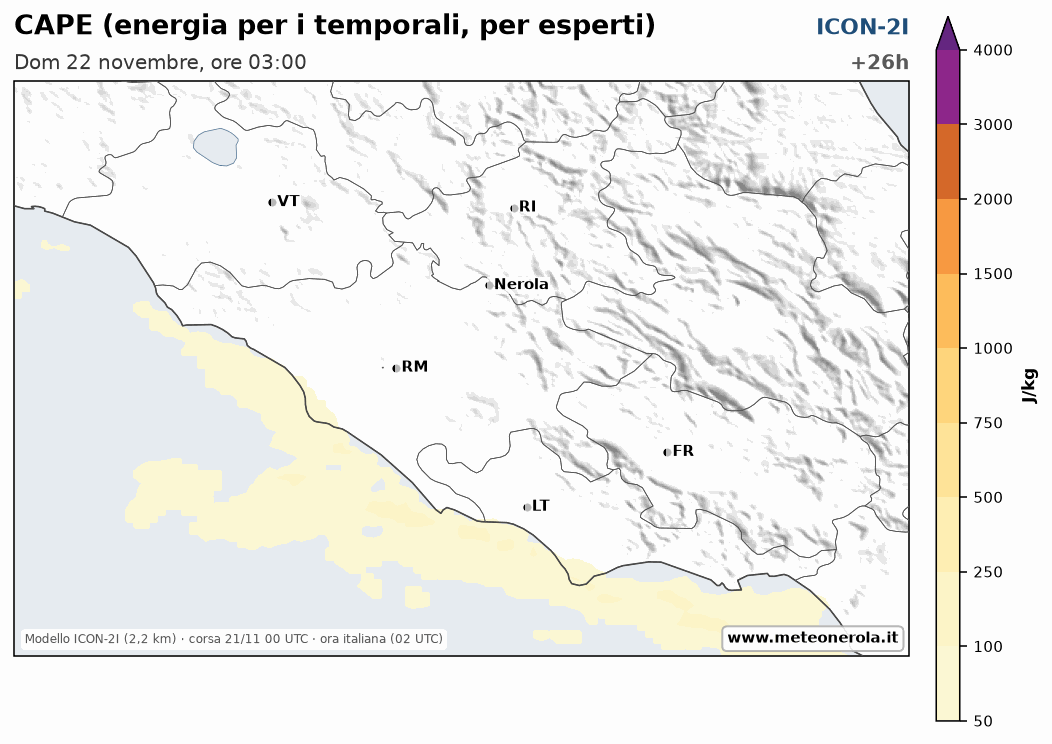 CAPE (energia per i temporali, per esperti)
ICON-2I
Dom 22 novembre, ore 03:00
+26h
4000
3000
2000
1500
1000
750
500
250
100
50
J/kg
VT
RI
Nerola
RM
FR
LT
Modello ICON-2I (2,2 km) · corsa 21/11 00 UTC · ora italiana (02 UTC)
www.meteonerola.it